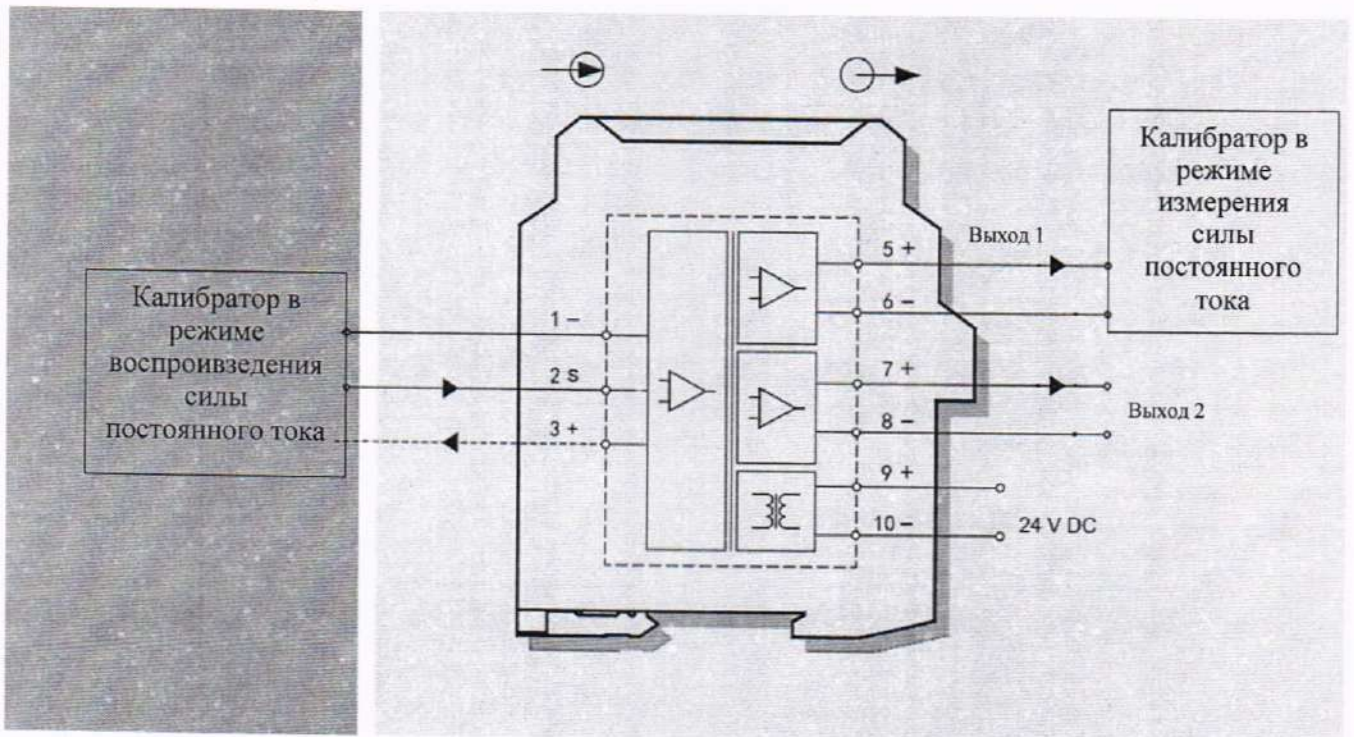 Калибратор в
режиме
воспроивзедения
силы
постоянного тока
1 –
2 s
3 +
5 +
6 –
7 +
8 –
9 +
10 –
Выход 1
Выход 2
24 V DC
Калибратор в
режиме
измерения
силы
постоянного
тока